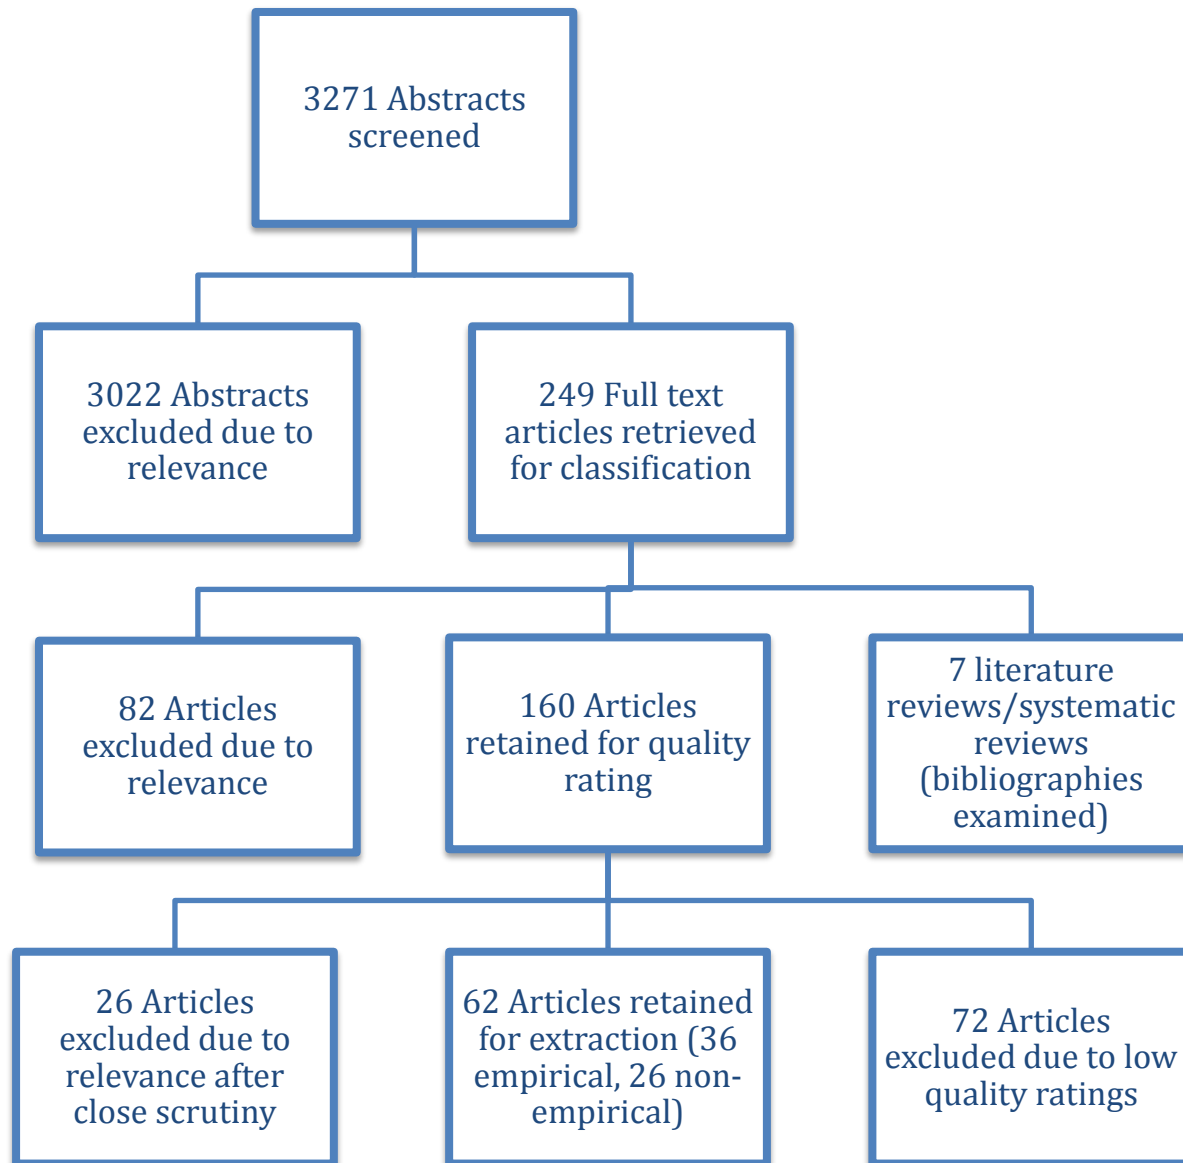 3271 Abstracts
screened
3022 Abstracts
excluded due to
relevance
249 Full text
articles retrieved
for classification
82 Articles
excluded due to
relevance
160 Articles
retained for quality
rating
7 literature
reviews/systematic
reviews
(bibliographies
examined)
26 Articles
excluded due to
relevance after
close scrutiny
62 Articles retained
for extraction (36
empirical, 26 non-
empirical)
72 Articles
excluded due to low
quality ratings